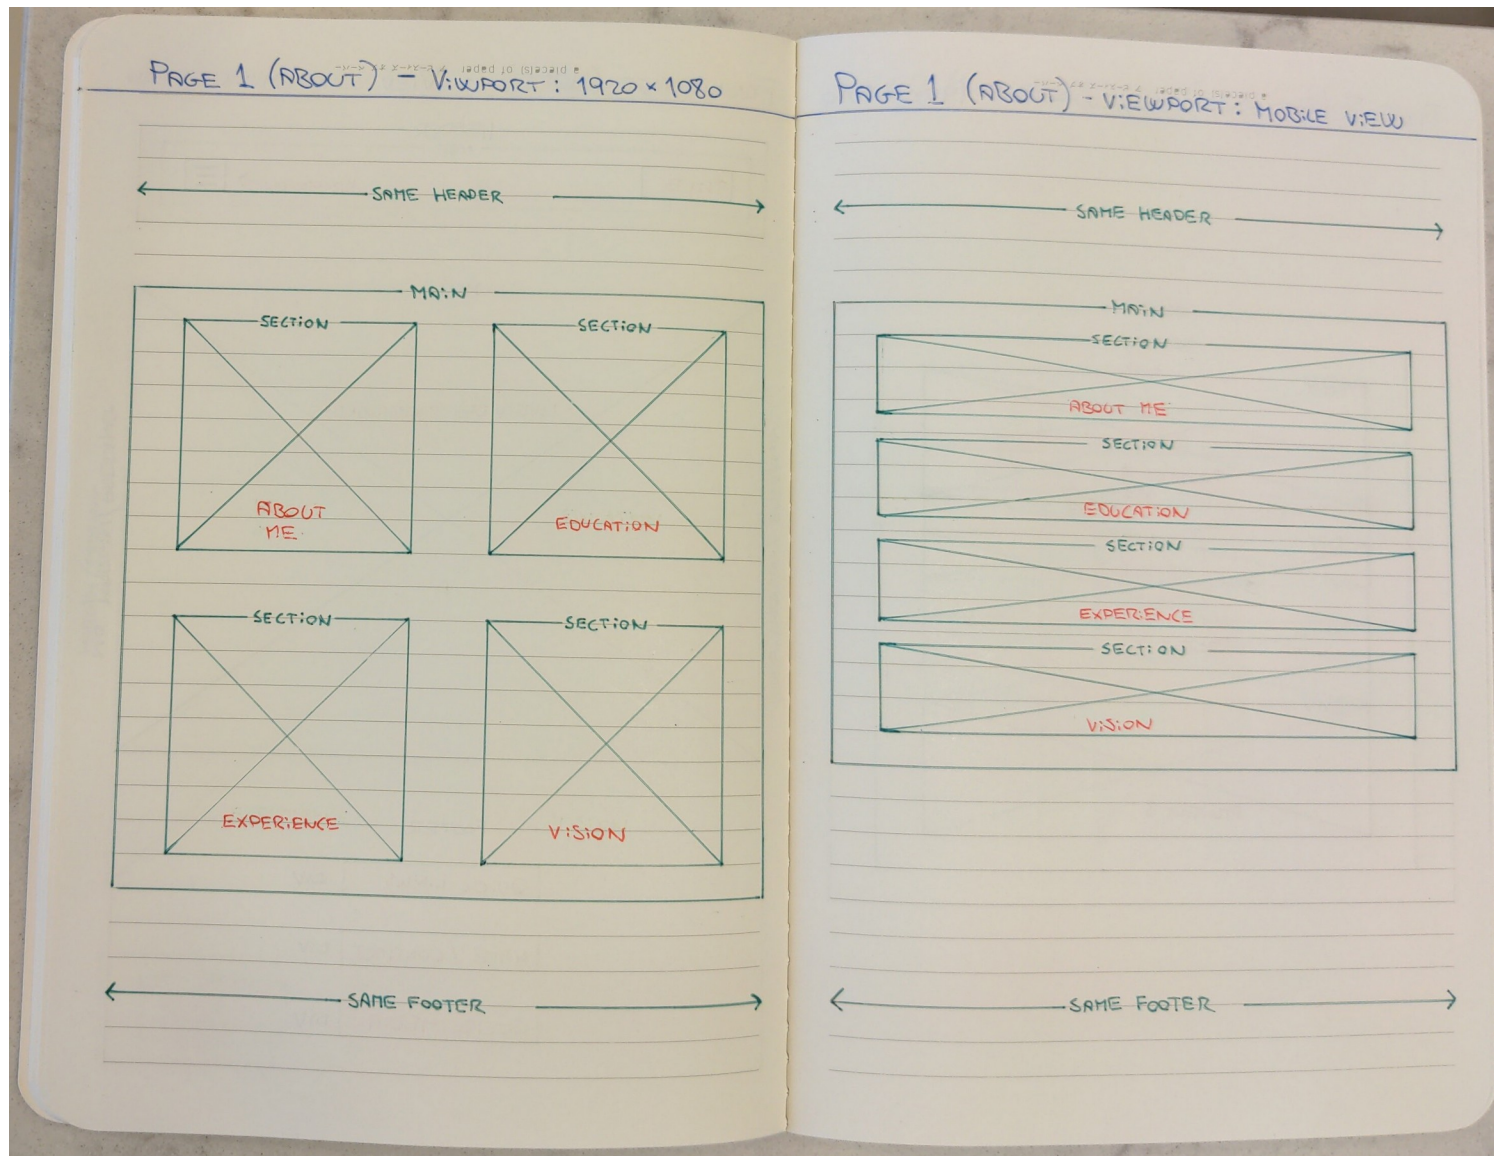 PAGE 1 (ABOUT) - ViWPORT: 1920 x 1080
SAME HEADER
MAiN
SECTiON SECTiON
ABOUT
ME
EDUCATiON
SECTiON SECTiON
EXPERiENCE
ViSiON
SAME FOOTER
PAGE 1 (ABOUT) - ViEWPORT: MOBiLE ViEW
SAME HEADER
MAiN
SECTiON
ABOUT ME
SECTiON
EDUCATiON
SECTiON
EXPERiENCE
SECTiON
ViSiON
SAME FOOTER